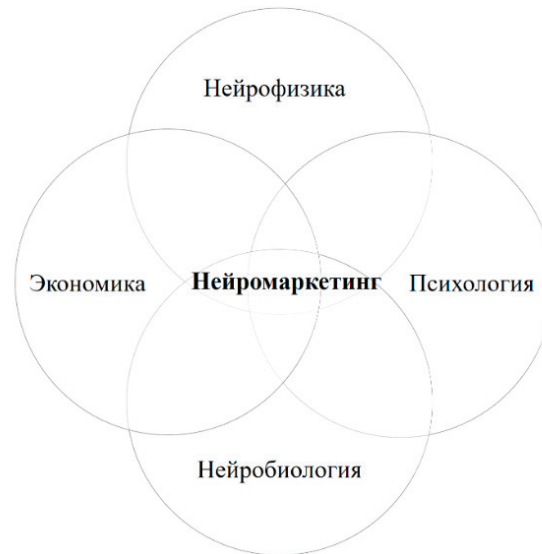 Нейрофизика
Экономика
Нейромаркетинг
Психология
Нейробиология